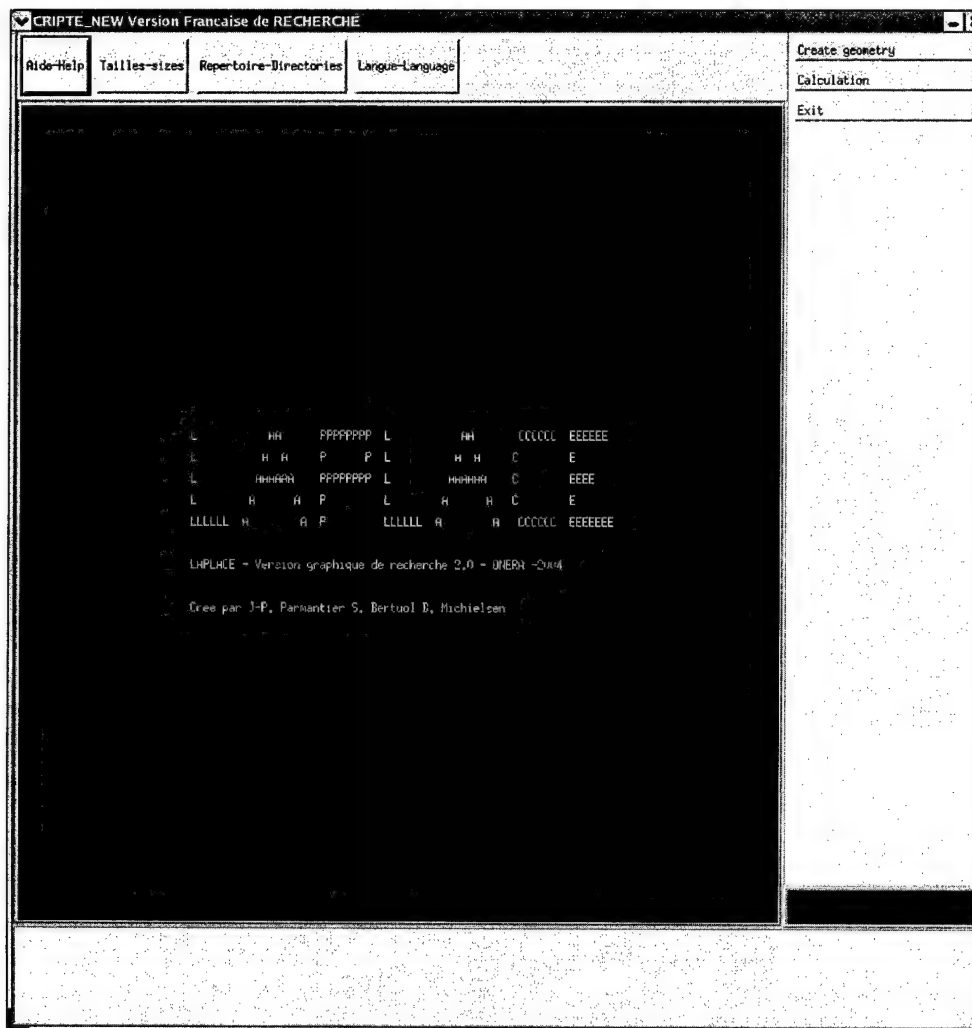 CRIPTE_NEW Version Francaise de RECHERCHE
Aide-Help Tailles-sizes Repertoire-Directories Langue-Language
Create geometry
Calculation
Exit
L AA PPPPPPPP L AA CCCCCC EEEEEE
L A A P P L A A C E
L AAAAAA PPPPPPPP L AAAAAA C EEEE
L A A P L A A C E
LLLLLL A A P LLLLLL A A CCCCCC EEEEEEE
LAPLACE - Version graphique de recherche 2.0 - ONERA -2004
Cree par J-P. Parmantier S. Bertuol B. Michielsen